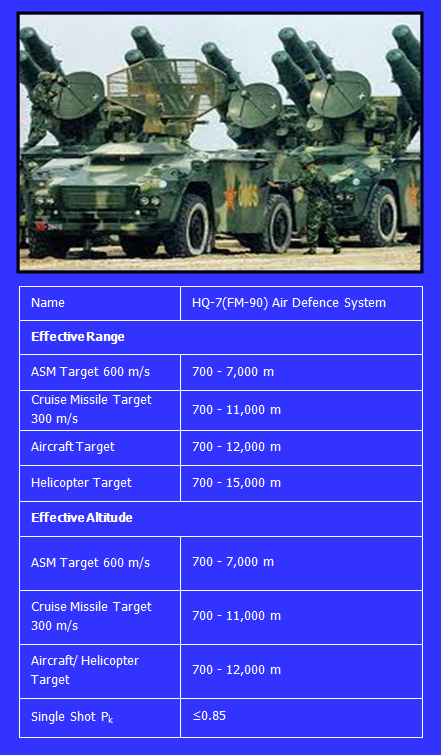 Name HQ-7(FM-90) Air Defence System
Effective Range
ASM Target 600 m/s 700 - 7,000 m
Cruise Missile Target
300 m/s 700 - 11,000 m
Aircraft Target 700 - 12,000 m
Helicopter Target 700 - 15,000 m
Effective Altitude
ASM Target 600 m/s 700 - 7,000 m
Cruise Missile Target
300 m/s 700 - 11,000 m
Aircraft/ Helicopter
Target 700 - 12,000 m
Single Shot Pk ≤0.85